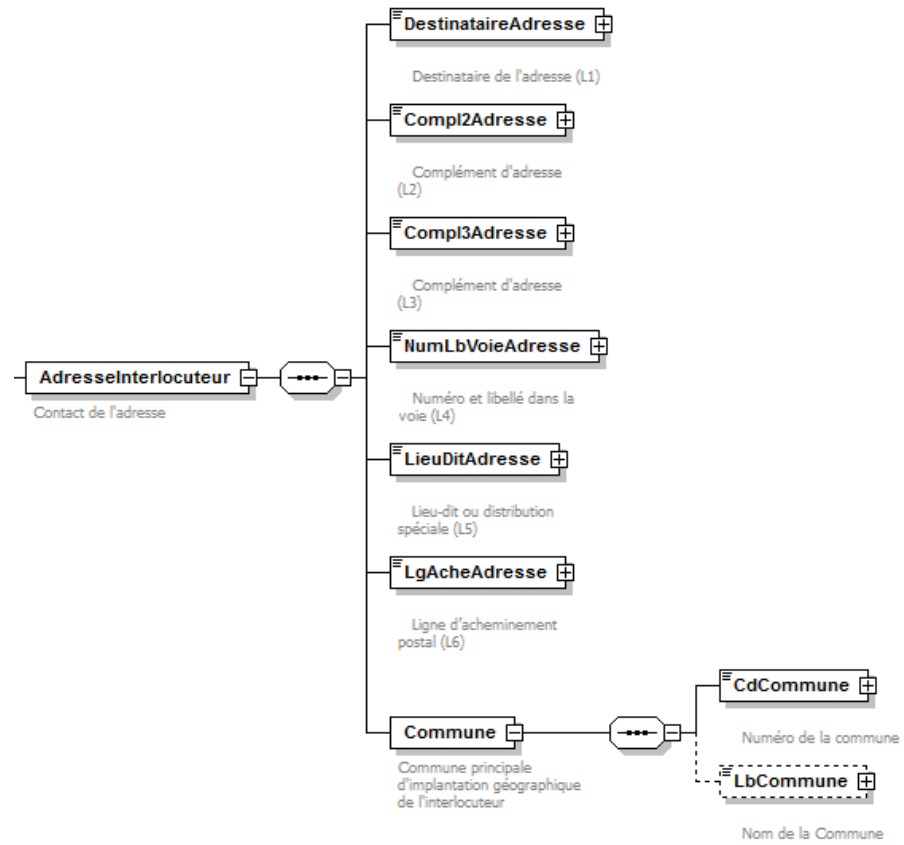 DestinataireAdresse
Destinataire de l'adresse (L1)
Compl2Adresse
Complément d'adresse
(L2)
Compl3Adresse
Complément d'adresse
(L3)
NumLbVoieAdresse
Numéro et libellé dans la
voie (L4)
AdresseInterlocuteur
Contact de l'adresse
LieuDitAdresse
Lieu-dit ou distribution
spéciale (L5)
LgAcheAdresse
Ligne d'acheminement
postal (L6)
Commune
Commune principale
d'implantation géographique
de l'interlocuteur
CdCommune
Numéro de la commune
LbCommune
Nom de la Commune